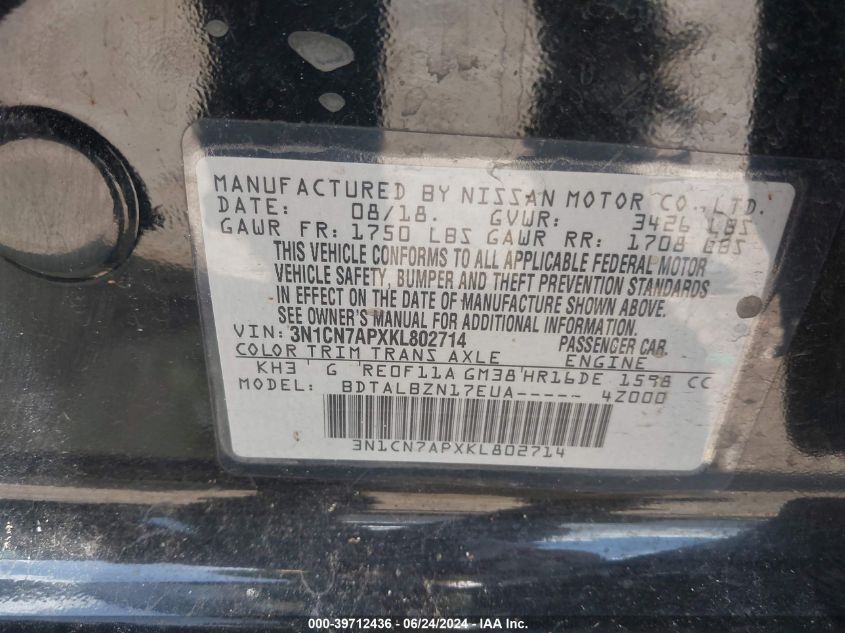 MANUFACTURED BY NISSAN MOTOR CO., LTD.
DATE: 08/18. GVWR: 3426 LBS
GAWR FR: 1750 LBS GAWR RR: 1708 LBS
THIS VEHICLE CONFORMS TO ALL APPLICABLE FEDERAL MOTOR
VEHICLE SAFETY, BUMPER AND THEFT PREVENTION STANDARDS
IN EFFECT ON THE DATE OF MANUFACTURE SHOWN ABOVE.
SEE OWNER'S MANUAL FOR ADDITIONAL INFORMATION.
VIN: 3N1CN7APXKL802714 PASSENGER CAR
COLOR TRIM TRANS AXLE ENGINE
KH3 G RE0F11A GM38 HR16DE 1598 CC
MODEL: BDTALBZN17EUA----- 4Z000
3N1CN7APXKL802714
000-39712436 - 06/24/2024 - IAA Inc.